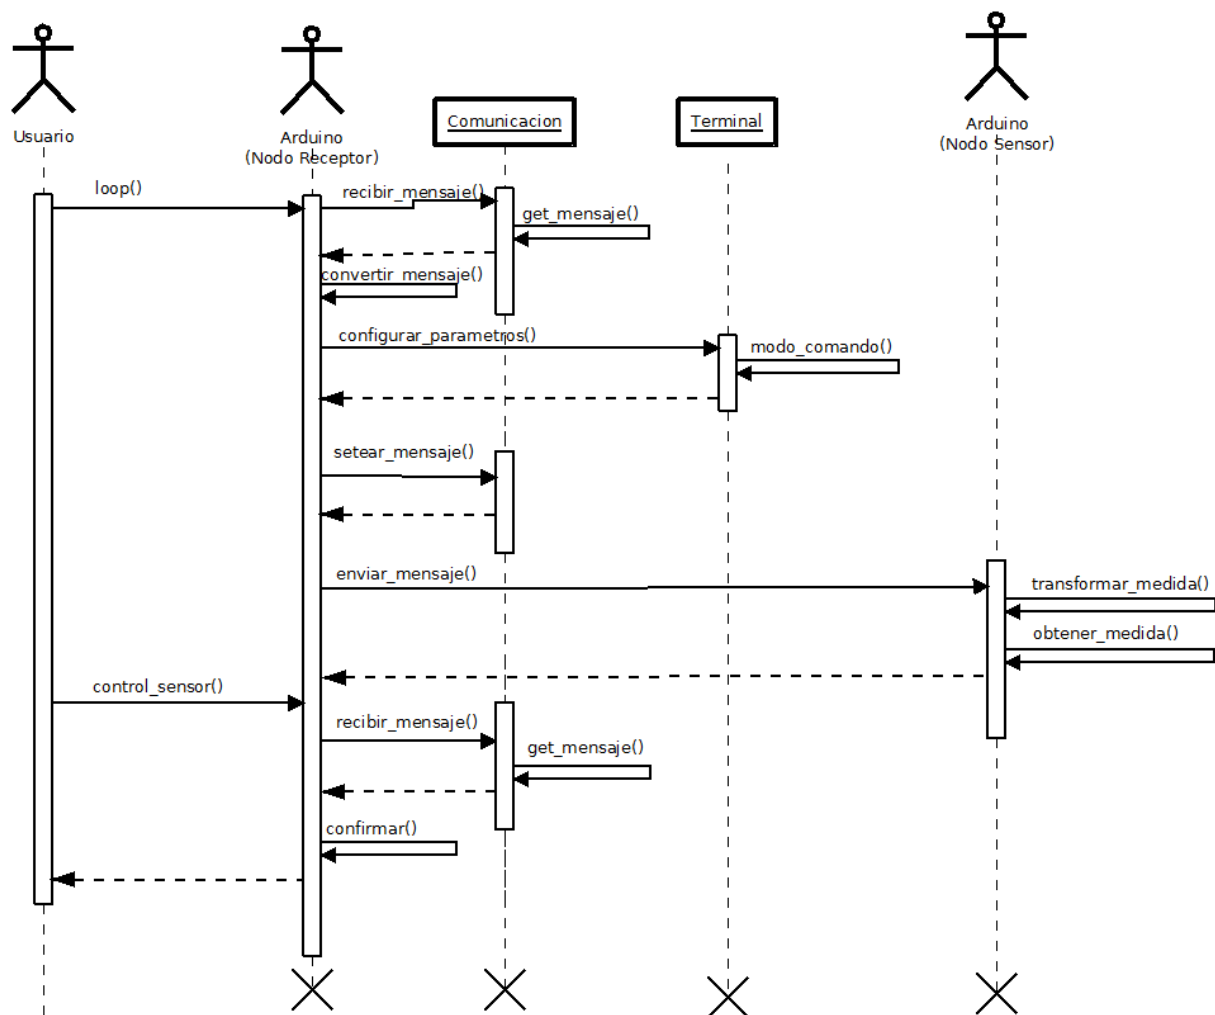 Usuario
Arduino
(Nodo Receptor)
Comunicacion
Terminal
Arduino
(Nodo Sensor)
loop()
recibir_mensaje()
get_mensaje()
convertir_mensaje()
configurar_parametros()
modo_comando()
setear_mensaje()
enviar_mensaje()
transformar_medida()
obtener_medida()
control_sensor()
recibir_mensaje()
get_mensaje()
confirmar()